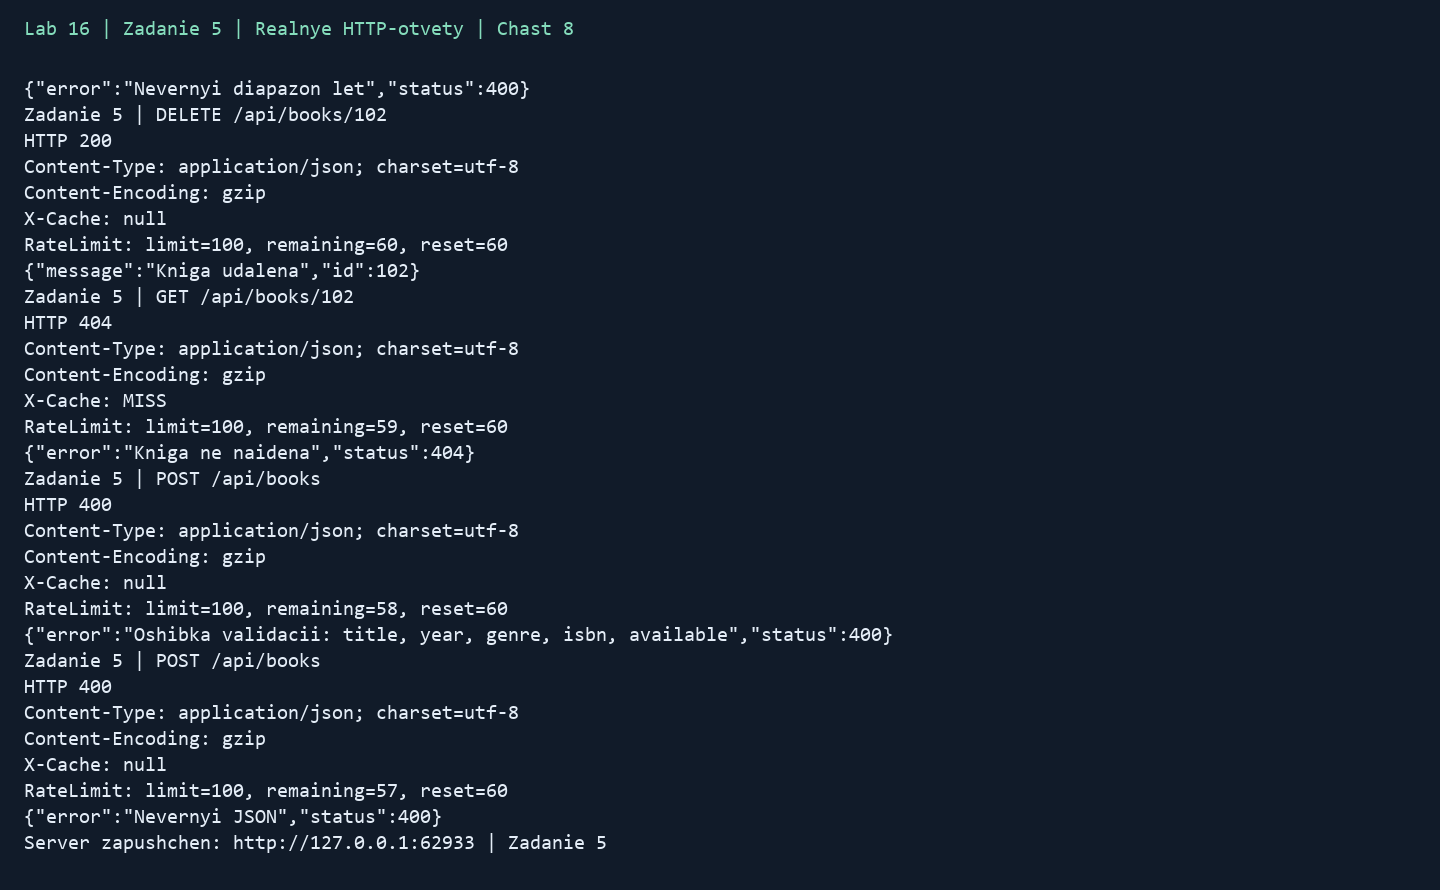 Lab 16 | Zadanie 5 | Realnye HTTP-otvety | Chast 8
{"error":"Nevernyi diapazon let","status":400}
Zadanie 5 | DELETE /api/books/102
HTTP 200
Content-Type: application/json; charset=utf-8
Content-Encoding: gzip
X-Cache: null
RateLimit: limit=100, remaining=60, reset=60
{"message":"Kniga udalena","id":102}
Zadanie 5 | GET /api/books/102
HTTP 404
Content-Type: application/json; charset=utf-8
Content-Encoding: gzip
X-Cache: MISS
RateLimit: limit=100, remaining=59, reset=60
{"error":"Kniga ne naidena","status":404}
Zadanie 5 | POST /api/books
HTTP 400
Content-Type: application/json; charset=utf-8
Content-Encoding: gzip
X-Cache: null
RateLimit: limit=100, remaining=58, reset=60
{"error":"Oshibka validacii: title, year, genre, isbn, available","status":400}
Zadanie 5 | POST /api/books
HTTP 400
Content-Type: application/json; charset=utf-8
Content-Encoding: gzip
X-Cache: null
RateLimit: limit=100, remaining=57, reset=60
{"error":"Nevernyi JSON","status":400}
Server zapushchen: http://127.0.0.1:62933 | Zadanie 5